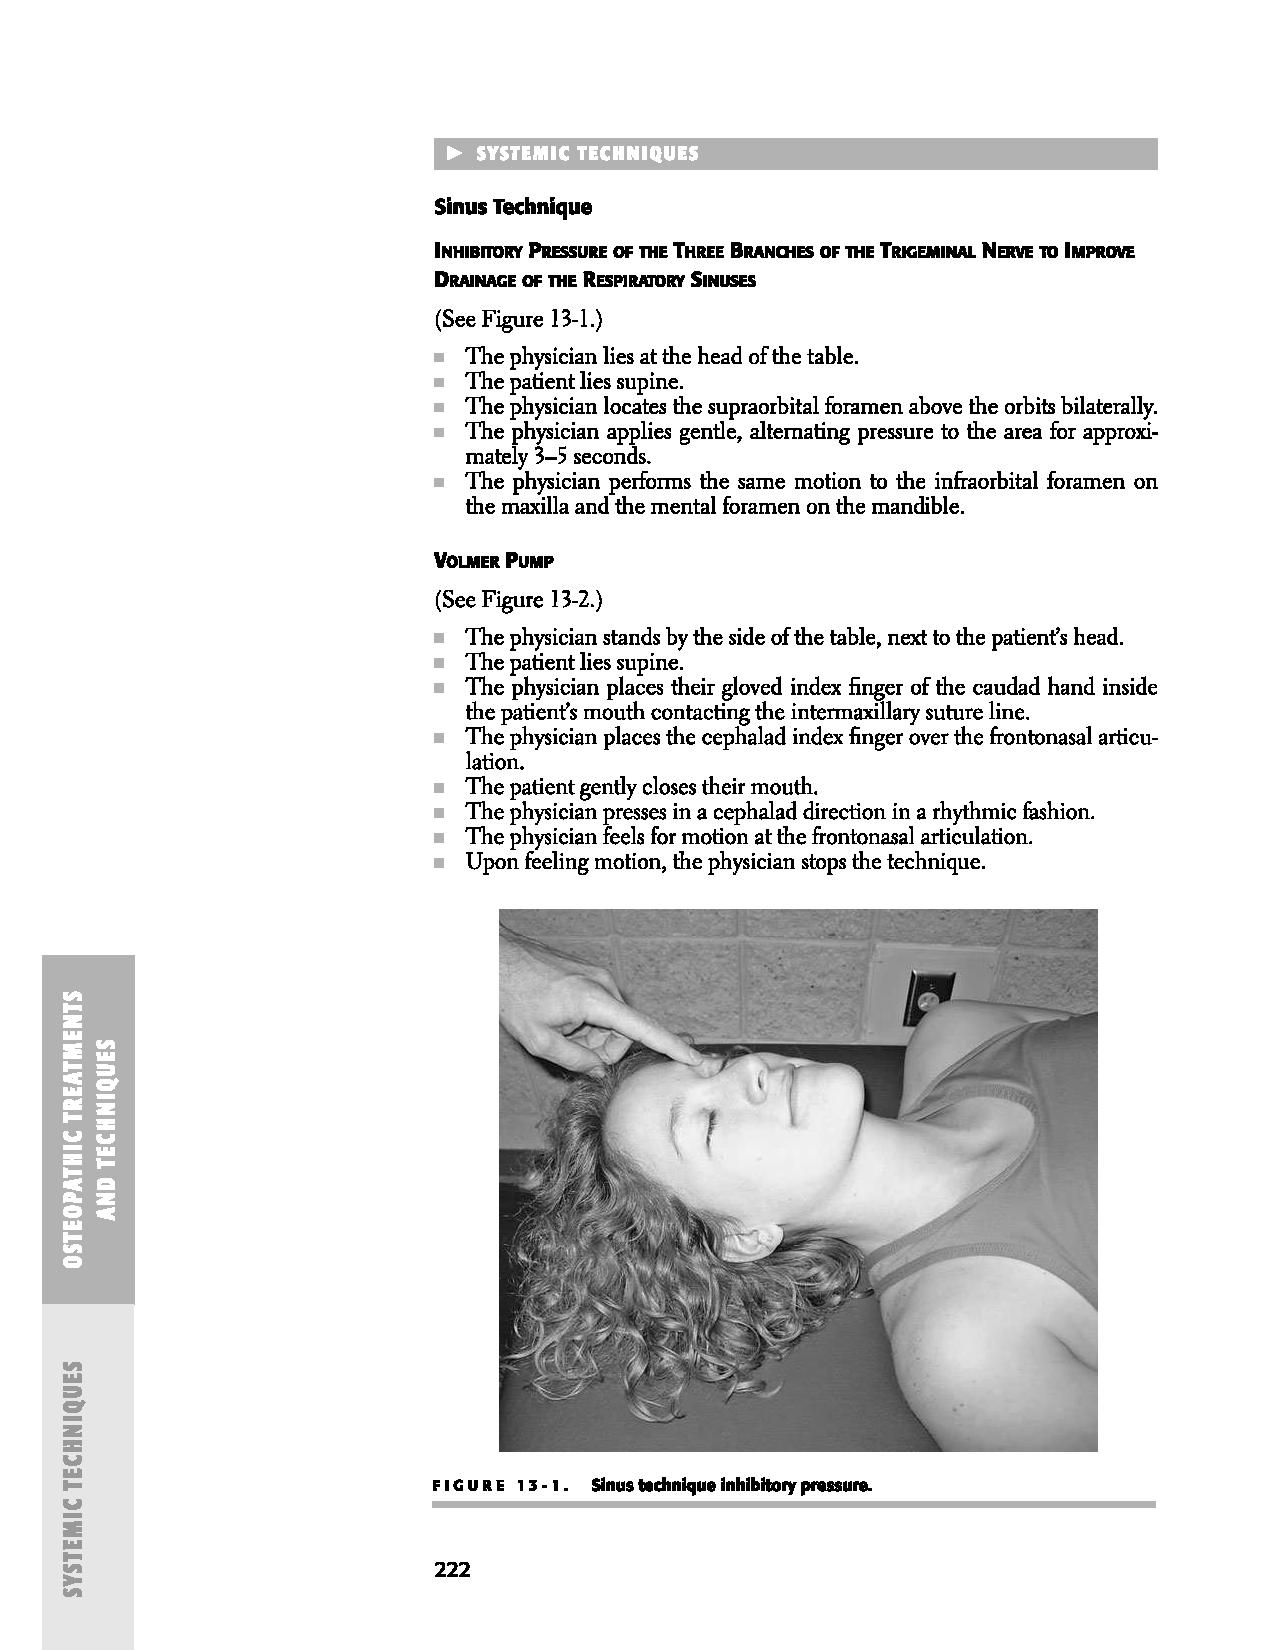 ► SYSTEMIC TECHNIQUES
Sinus Technique
INHIBITORY PRESSURE OF THE THREE BRANCHES OF THE TRIGEMINAL NERVE TO IMPROVE
DRAINAGE OF THE RESPIRATORY SINUSES
(See Figure 13-1.)
■ The physician lies at the head of the table.
■ The patient lies supine.
■ The physician locates the supraorbital foramen above the orbits bilaterally.
■ The physician applies gentle, alternating pressure to the area for approxi-
mately 3–5 seconds.
■ The physician performs the same motion to the infraorbital foramen on
the maxilla and the mental foramen on the mandible.
VOLMER PUMP
(See Figure 13-2.)
■ The physician stands by the side of the table, next to the patient’s head.
■ The patient lies supine.
■ The physician places their gloved index finger of the caudad hand inside
the patient’s mouth contacting the intermaxillary suture line.
■ The physician places the cephalad index finger over the frontonasal articu-
lation.
■ The patient gently closes their mouth.
■ The physician presses in a cephalad direction in a rhythmic fashion.
■ The physician feels for motion at the frontonasal articulation.
■ Upon feeling motion, the physician stops the technique.
FIGURE 13-1. Sinus technique inhibitory pressure.
222
OSTEOPATHIC TREATMENTS
AND TECHNIQUES
SYSTEMIC TECHNIQUES